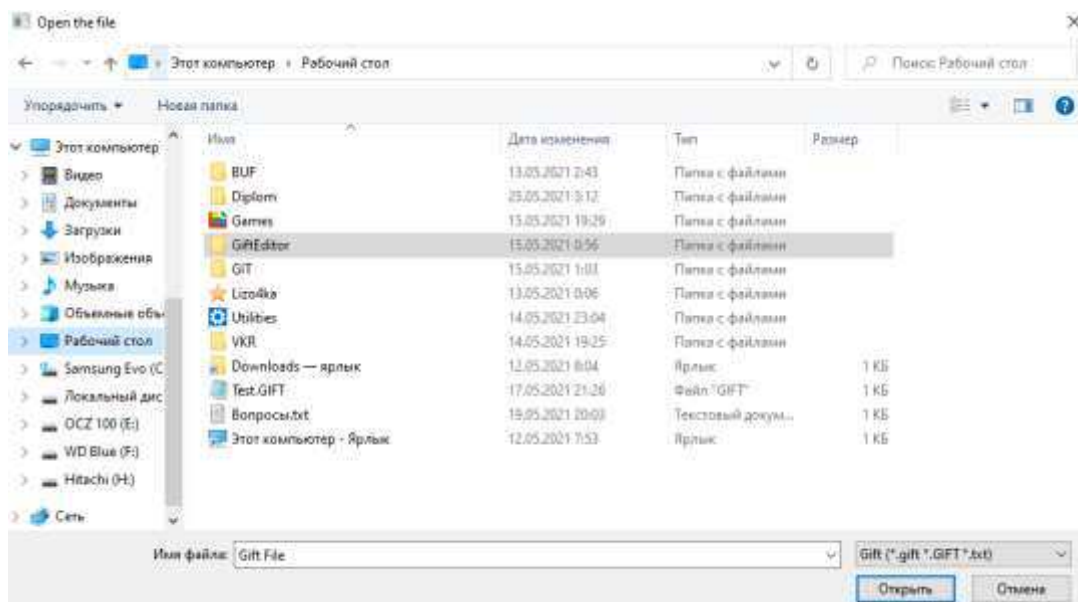 Open the file
Этот компьютер › Рабочий стол
Поиск: Рабочий стол
Упорядочить Новая папка
Имя Дата изменения Тип Размер
Этот компьютер
Видео
Документы
Загрузки
Изображения
Музыка
Объемные объ
Рабочий стол
Samsung Evo (C
Локальный дис
OCZ 100 (E:)
WD Blue (F:)
Hitachi (H:)
Сеть
BUF 13.05.2021 2:43 Папка с файлами
Diplom 25.05.2021 3:12 Папка с файлами
Games 15.05.2021 19:29 Папка с файлами
GiftEditor 15.05.2021 0:56 Папка с файлами
GIT 15.05.2021 1:03 Папка с файлами
Lizo4ka 13.05.2021 0:06 Папка с файлами
Utilities 14.05.2021 23:04 Папка с файлами
VKR 14.05.2021 19:25 Папка с файлами
Downloads — ярлык 12.05.2021 8:04 Ярлык 1 КБ
Test.GIFT 17.05.2021 21:26 Файл "GIFT" 1 КБ
Вопросы.txt 19.05.2021 20:03 Текстовый докум... 1 КБ
Этот компьютер - Ярлык 12.05.2021 7:53 Ярлык 1 КБ
Имя файла: Gift File Gift (*.gift *.GIFT *.txt)
Открыть Отмена